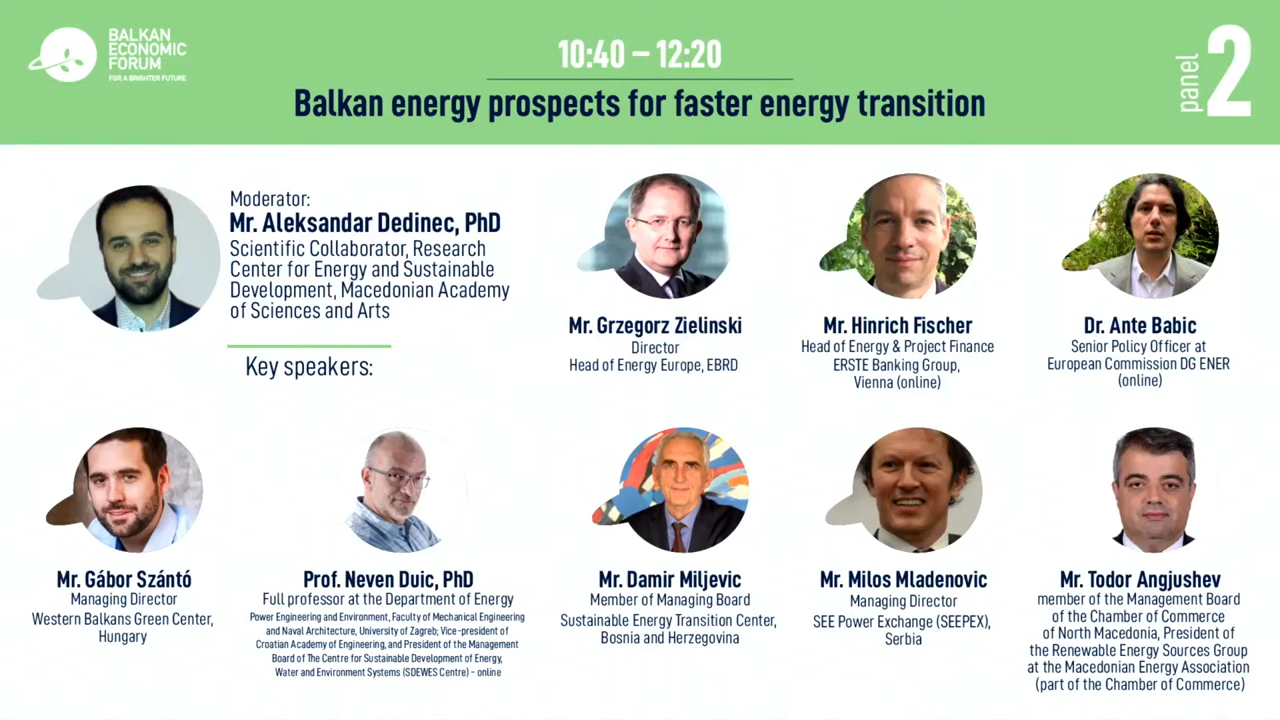 BALKAN
ECONOMIC
FORUM
FOR A BRIGHTER FUTURE
10:40 – 12:20
Balkan energy prospects for faster energy transition
panel 2
Moderator:
Mr. Aleksandar Dedinec, PhD
Scientific Collaborator, Research
Center for Energy and Sustainable
Development, Macedonian Academy
of Sciences and Arts
Key speakers:
Mr. Grzegorz Zielinski
Director
Head of Energy Europe, EBRD
Mr. Hinrich Fischer
Head of Energy & Project Finance
ERSTE Banking Group,
Vienna (online)
Dr. Ante Babic
Senior Policy Officer at
European Commission DG ENER
(online)
Mr. Gábor Szántó
Managing Director
Western Balkans Green Center,
Hungary
Prof. Neven Duic, PhD
Full professor at the Department of Energy
Power Engineering and Environment, Faculty of Mechanical Engineering
and Naval Architecture, University of Zagreb; Vice-president of
Croatian Academy of Engineering, and President of the Management
Board of The Centre for Sustainable Development of Energy,
Water and Environment Systems (SDEWES Centre) - online
Mr. Damir Miljevic
Member of Managing Board
Sustainable Energy Transition Center,
Bosnia and Herzegovina
Mr. Milos Mladenovic
Managing Director
SEE Power Exchange (SEEPEX),
Serbia
Mr. Todor Angjushev
member of the Management Board
of the Chamber of Commerce
of North Macedonia, President of
the Renewable Energy Sources Group
at the Macedonian Energy Association
(part of the Chamber of Commerce)